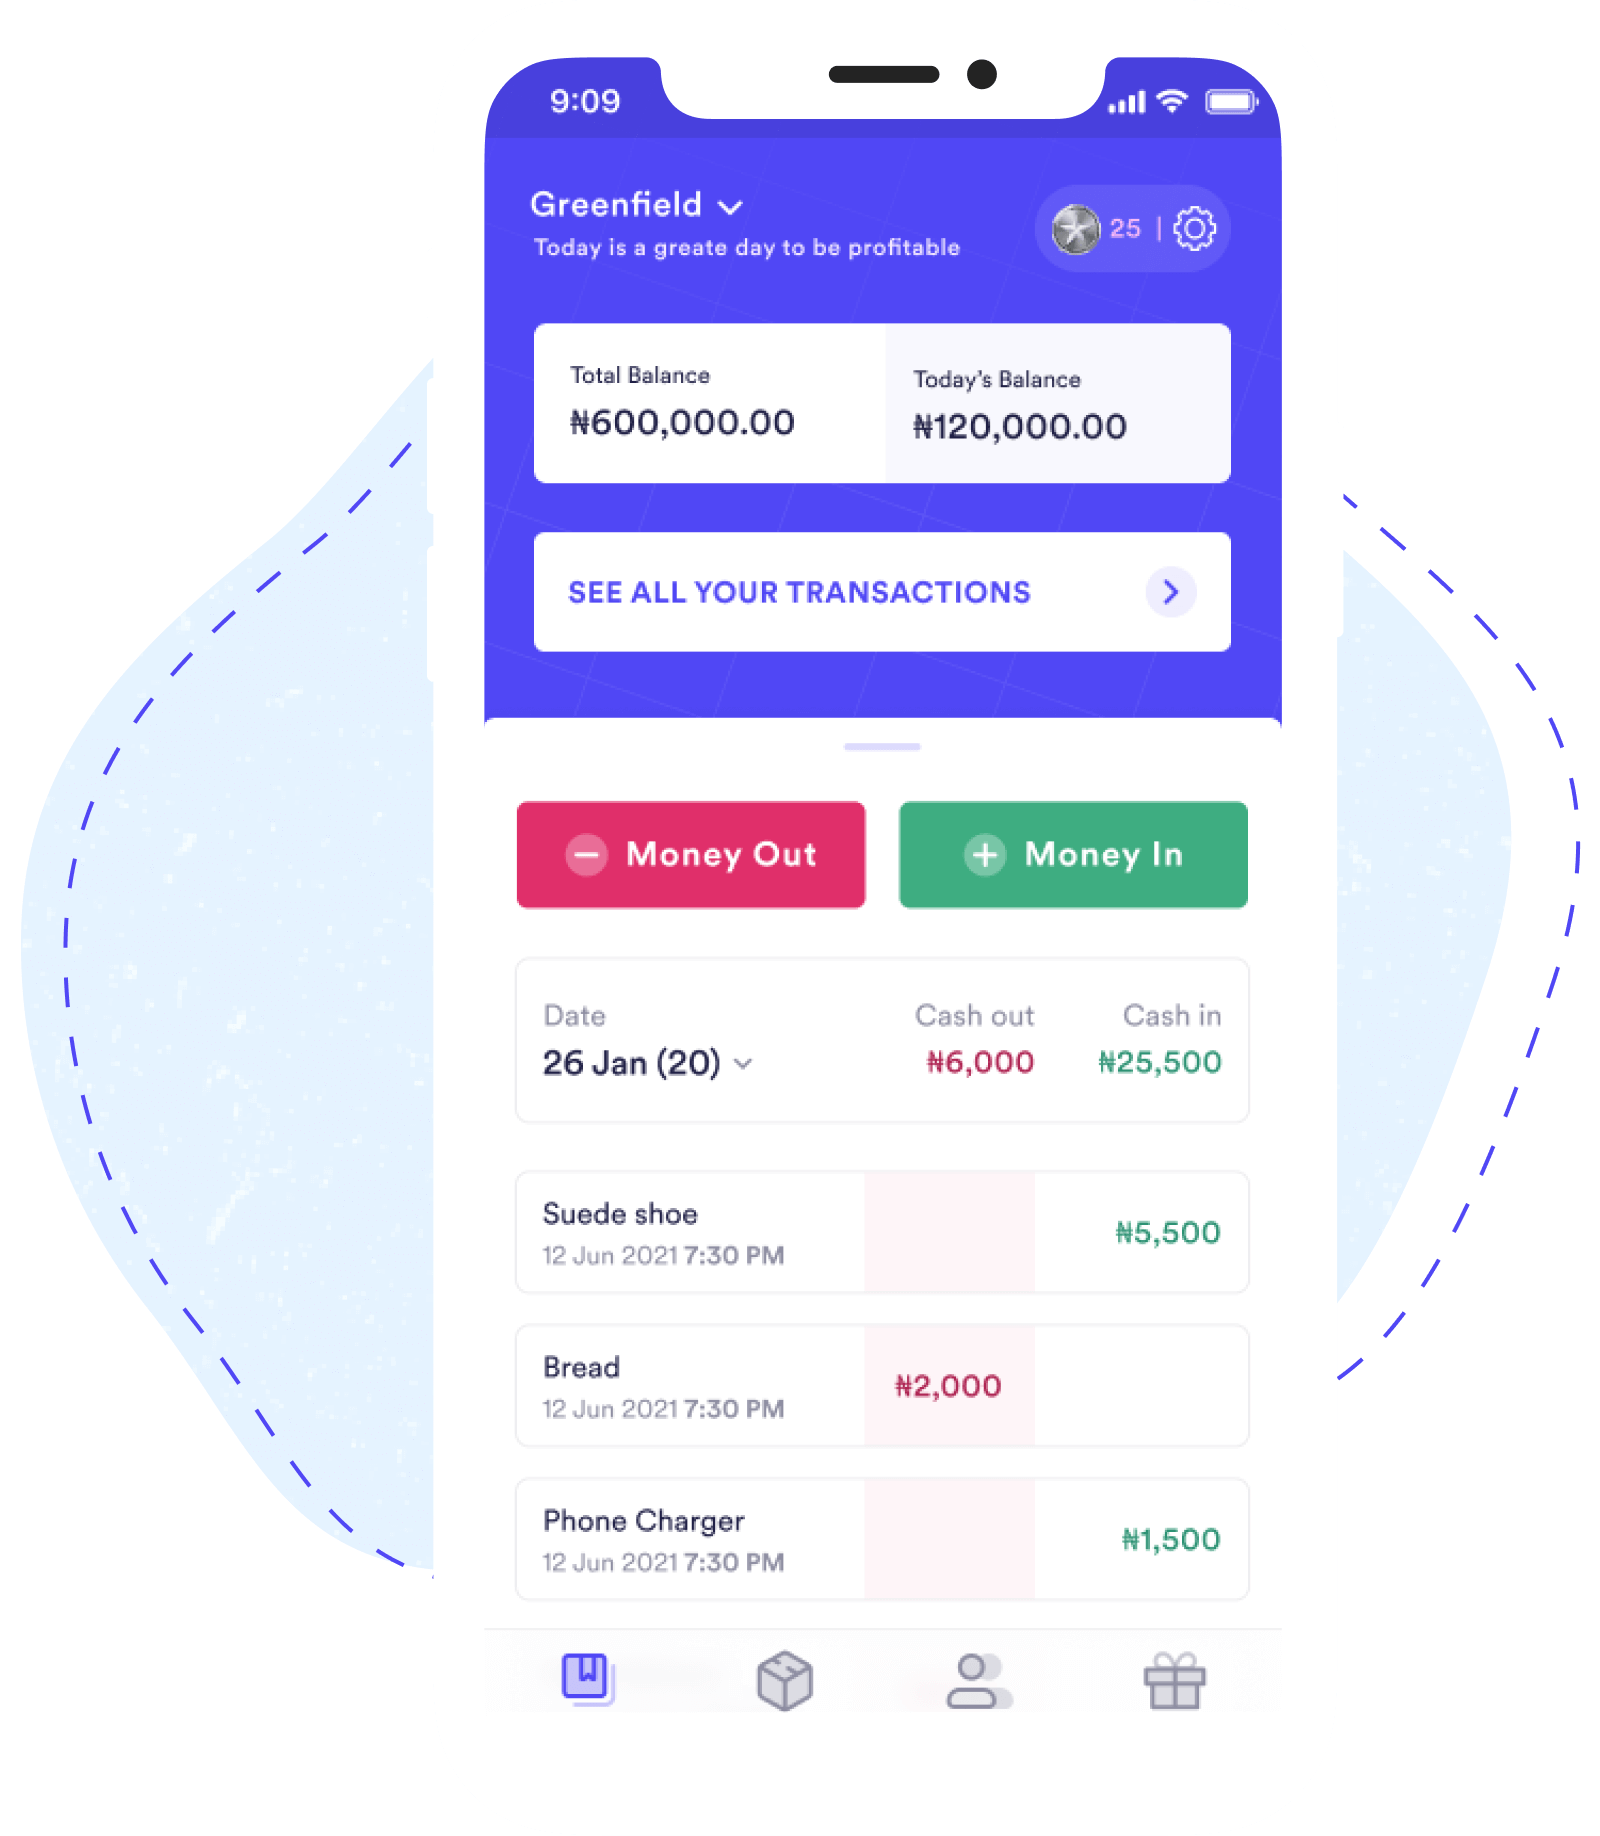 9:09
Greenfield
25 |
Today is a greate day to be profitable
Total Balance
₦600,000.00
Today's Balance
₦120,000.00
SEE ALL YOUR TRANSACTIONS
Money Out
Money In
Date
Cash out
Cash in
26 Jan (20)
₦6,000
₦25,500
Suede shoe
12 Jun 2021 7:30 PM
₦5,500
Bread
12 Jun 2021 7:30 PM
₦2,000
Phone Charger
12 Jun 2021 7:30 PM
₦1,500